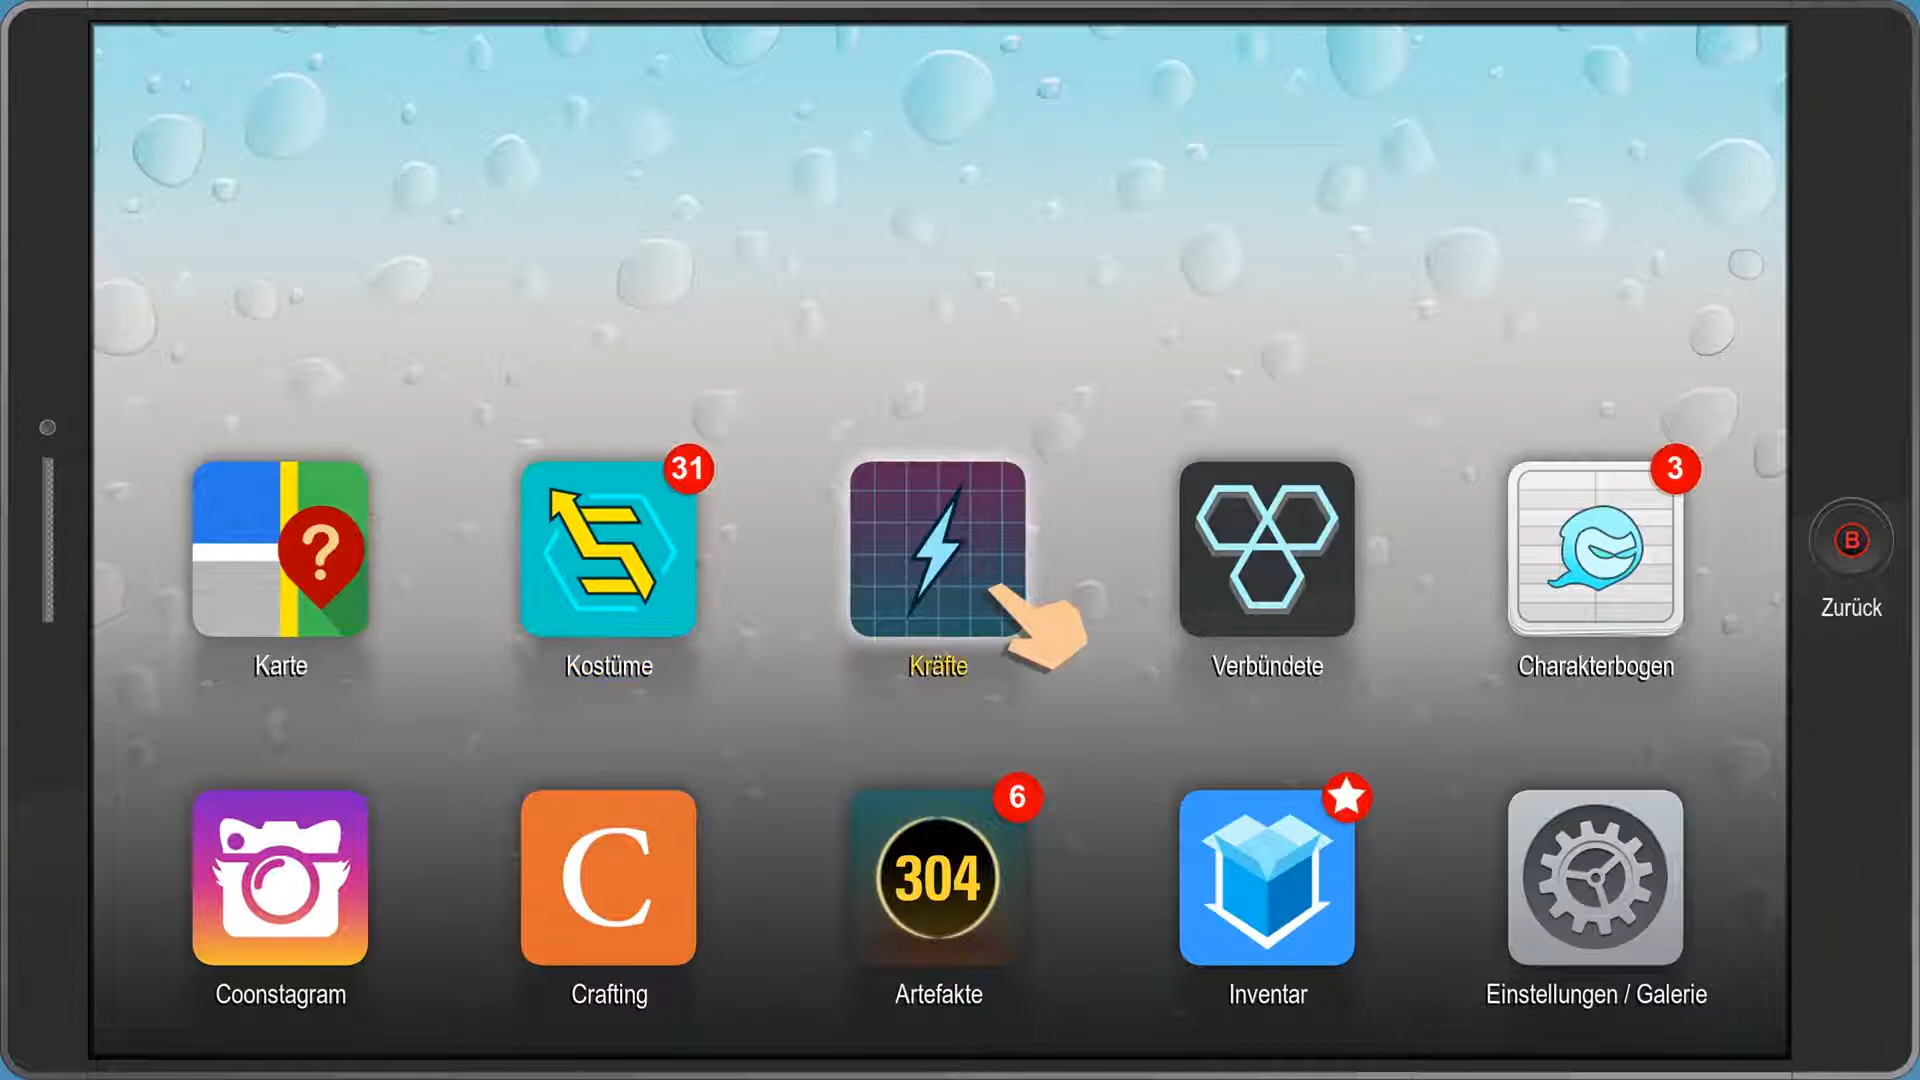 31
3
?
B
Karte
Kostüme
Kräfte
Verbündete
Charakterbogen
Zurück
6
C
304
Coonstagram
Crafting
Artefakte
Inventar
Einstellungen / Galerie